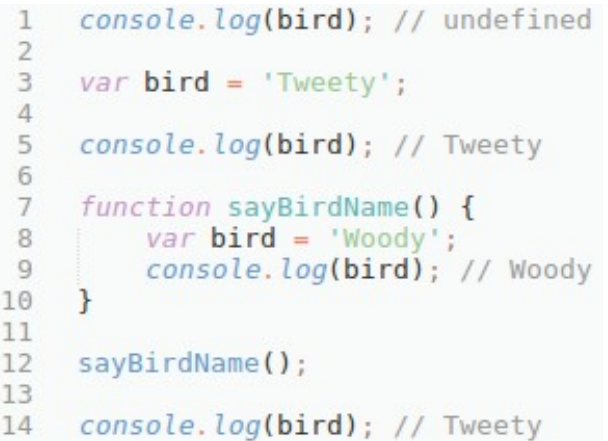 1 console.log(bird); // undefined
2
3 var bird = 'Tweety';
4
5 console.log(bird); // Tweety
6
7 function sayBirdName() {
8     var bird = 'Woody';
9     console.log(bird); // Woody
10 }
11
12 sayBirdName();
13
14 console.log(bird); // Tweety